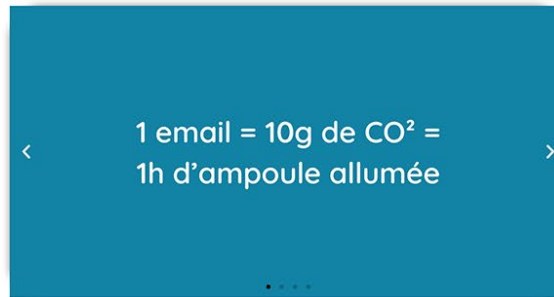 1 email = 10g de CO² =
1h d'ampoule allumée